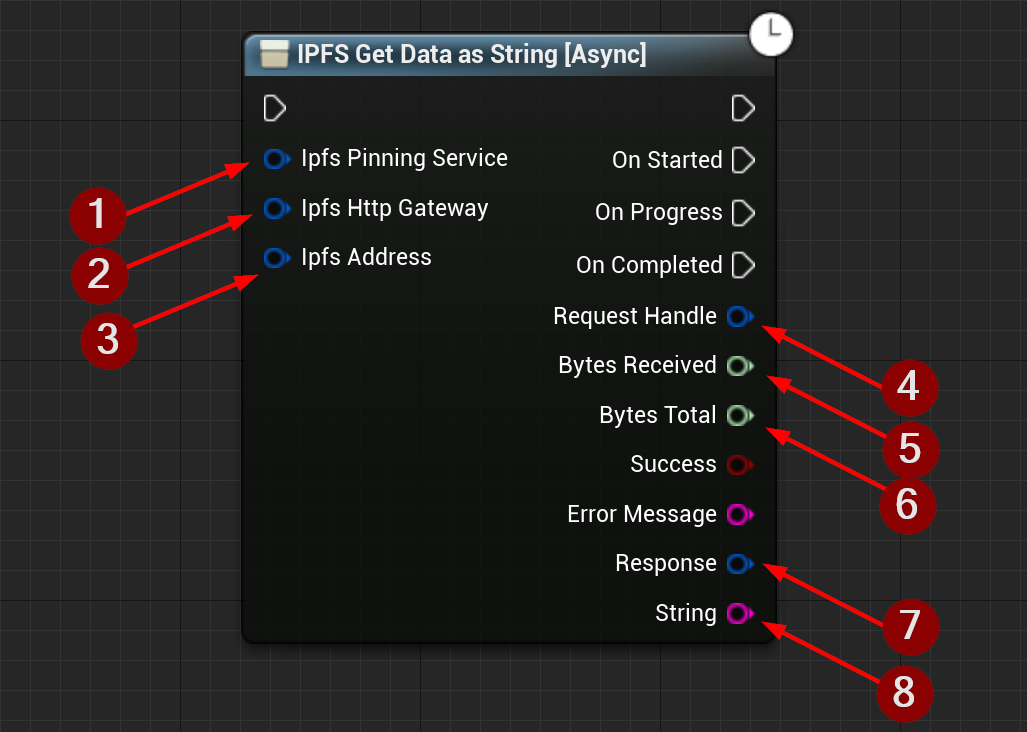 IPFS Get Data as String [Async]
Ipfs Pinning Service
On Started
Ipfs Http Gateway
On Progress
Ipfs Address
On Completed
Request Handle
Bytes Received
Bytes Total
Success
Error Message
Response
String
1
2
3
4
5
6
7
8